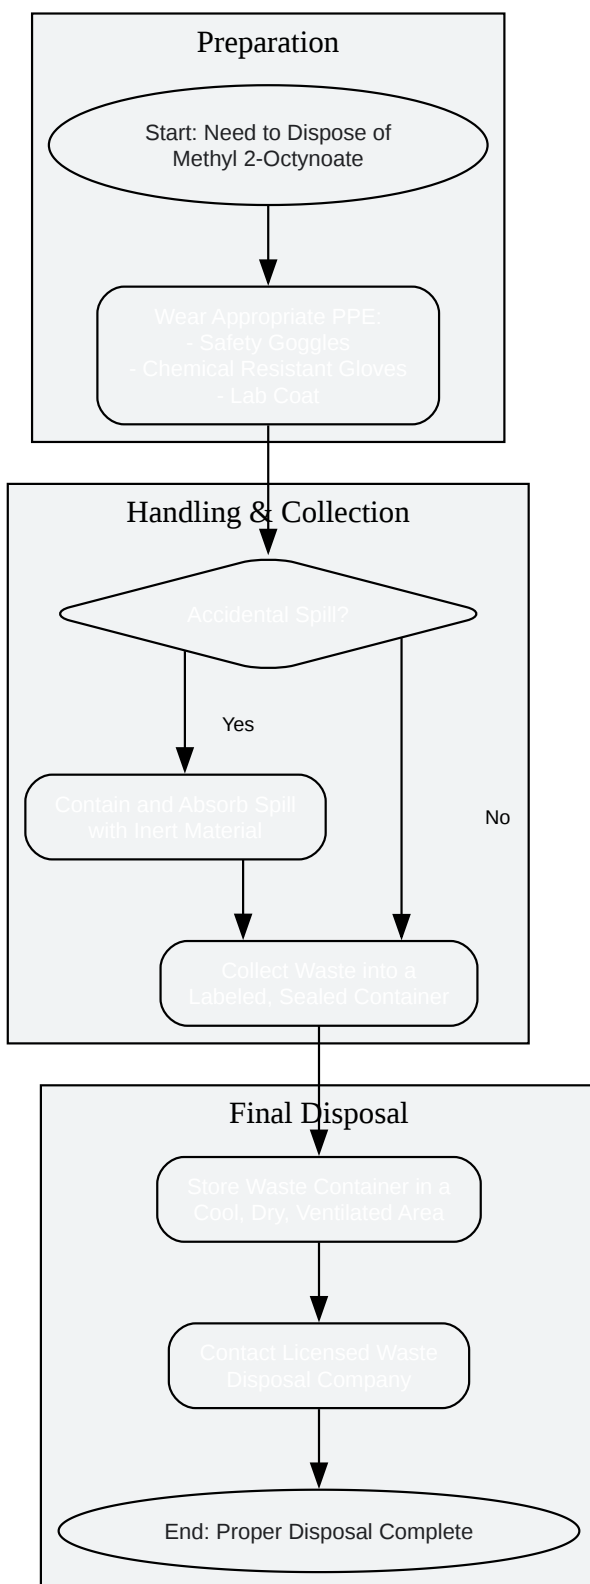 Preparation
Start: Need to Dispose of
Methyl 2-Octynoate
Wear Appropriate PPE:
- Safety Goggles
- Chemical Resistant Gloves
- Lab Coat
Handling & Collection
Accidental Spill?
Yes
Contain and Absorb Spill
with Inert Material
No
Collect Waste into a
Labeled, Sealed Container
Final Disposal
Store Waste Container in a
Cool, Dry, Ventilated Area
Contact Licensed Waste
Disposal Company
End: Proper Disposal Complete